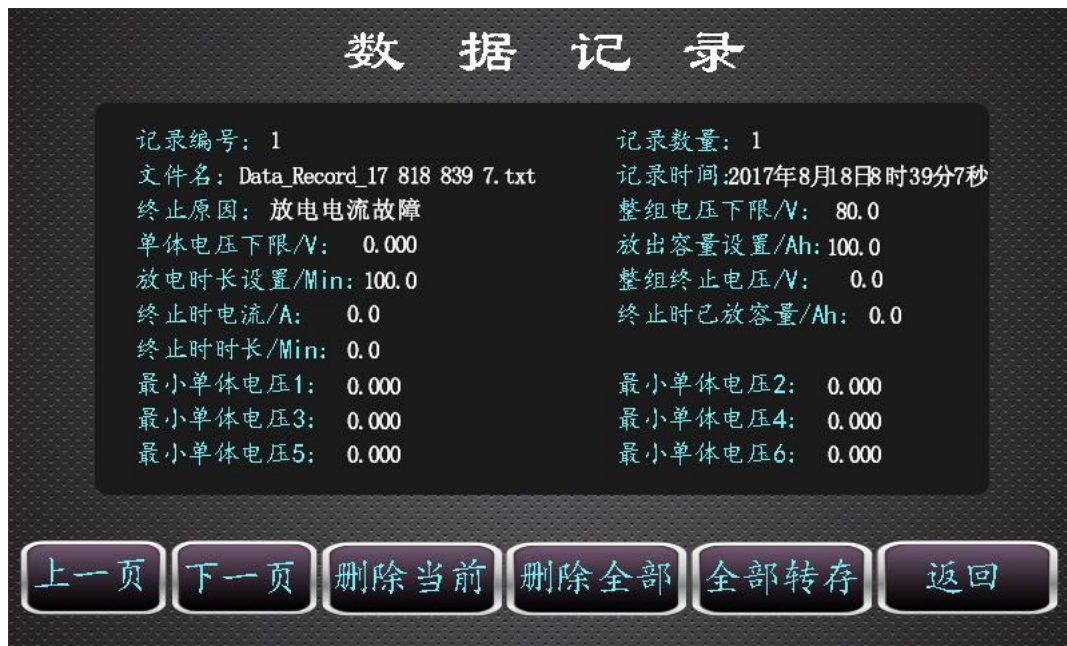 数 据 记 录
记录编号: 1 记录数量: 1
文件名: Data_Record_17 818 839 7.txt 记录时间:2017年8月18日8时39分7秒
终止原因: 放电电流故障 整组电压下限/V: 80.0
单体电压下限/V: 0.000 放出容量设置/Ah: 100.0
放电时长设置/Min: 100.0 整组终止电压/V: 0.0
终止时电流/A: 0.0 终止时已放容量/Ah: 0.0
终止时时长/Min: 0.0
最小单体电压1: 0.000 最小单体电压2: 0.000
最小单体电压3: 0.000 最小单体电压4: 0.000
最小单体电压5: 0.000 最小单体电压6: 0.000
上一页 下一页 删除当前 删除全部 全部转存 返回